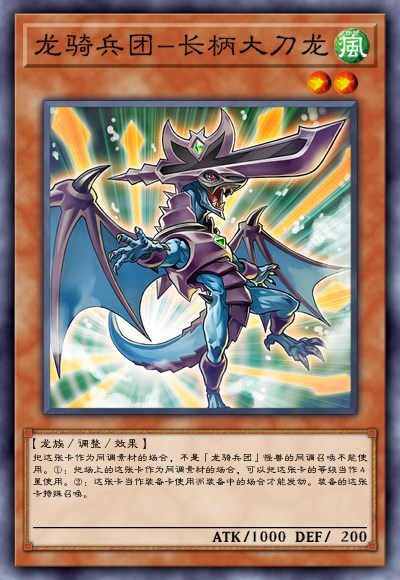 龙骑兵团-长柄大刀龙
風
【龙族／调整／效果】
把这张卡作为同调素材的场合，不是「龙骑兵团」怪兽的同调召唤不能使
用。①：把场上的这张卡作为同调素材的场合，可以把这张卡的等级当作4
星使用。②：这张卡当作装备卡使用而装备中的场合才能发动。装备的这张
卡特殊召唤。
ATK/1000 DEF/ 200